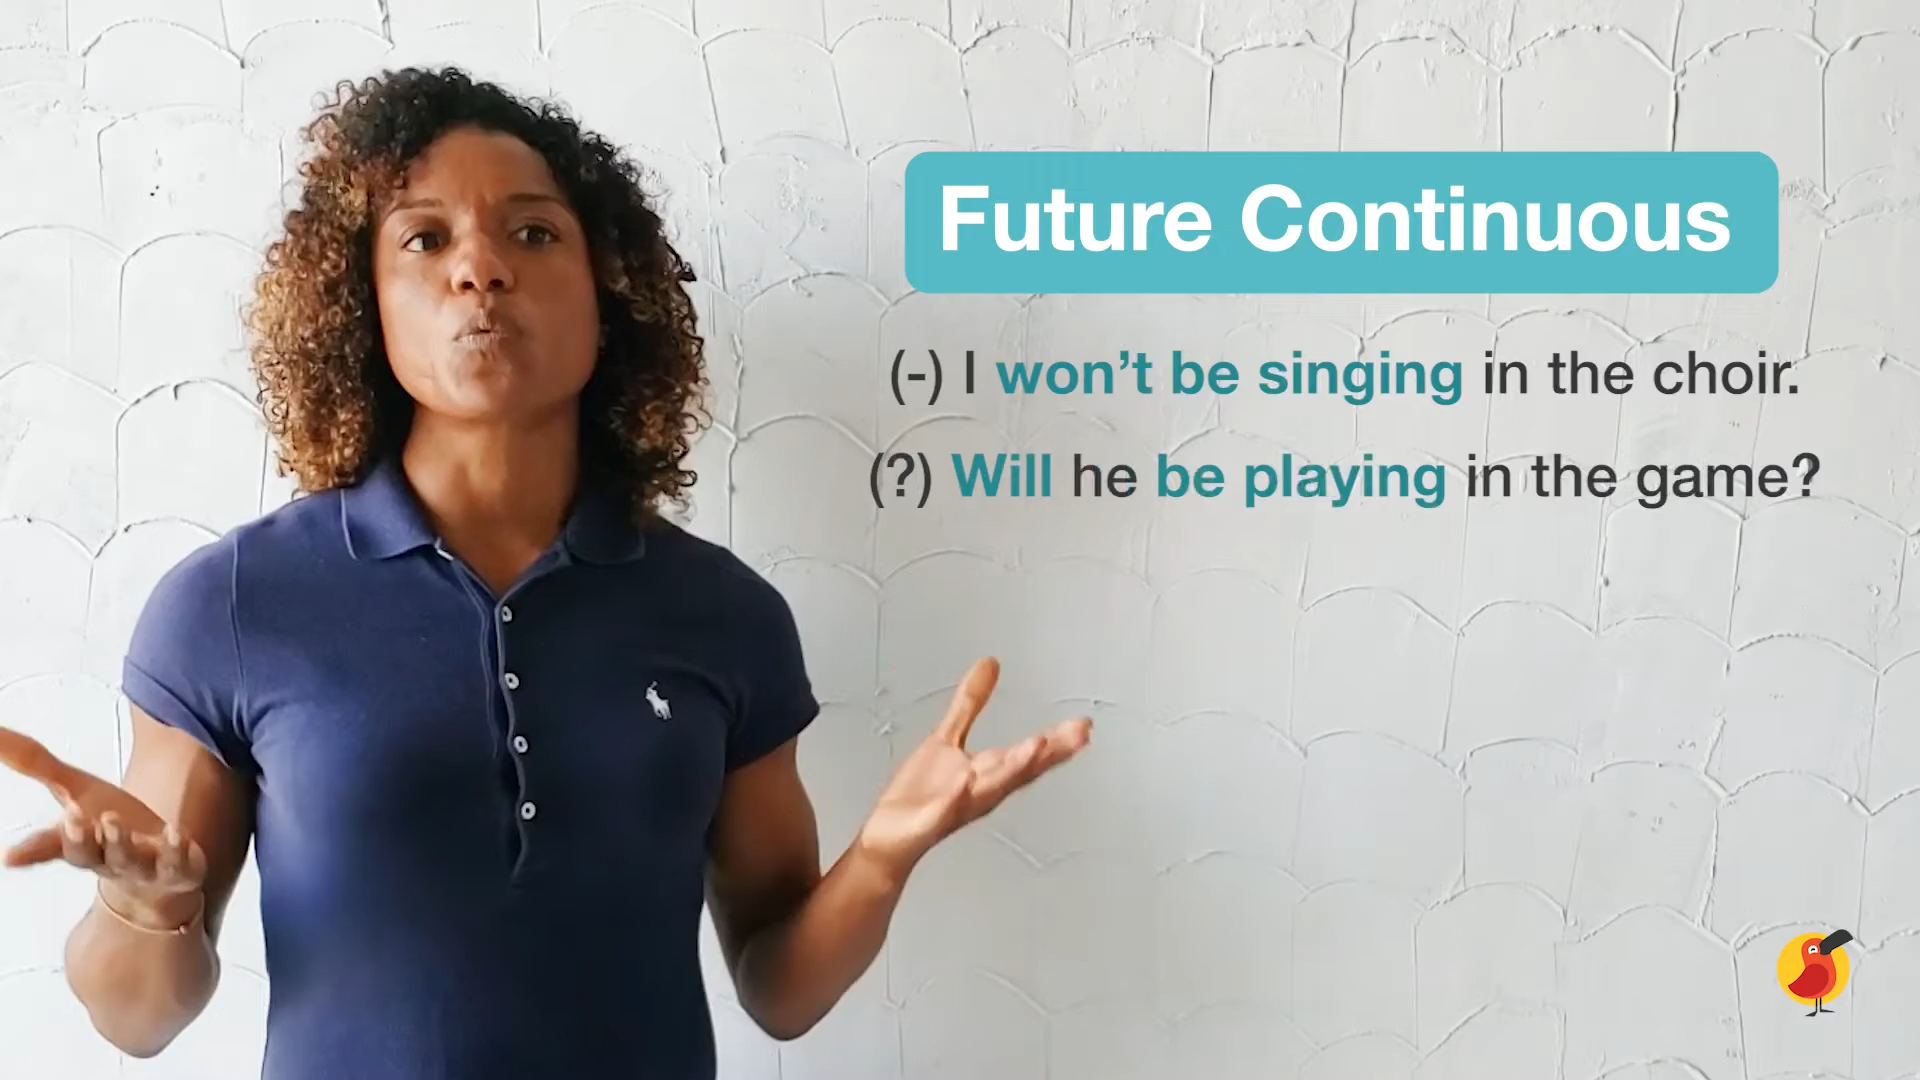 Future Continuous
(-) I won’t be singing in the choir.
(?) Will he be playing in the game?